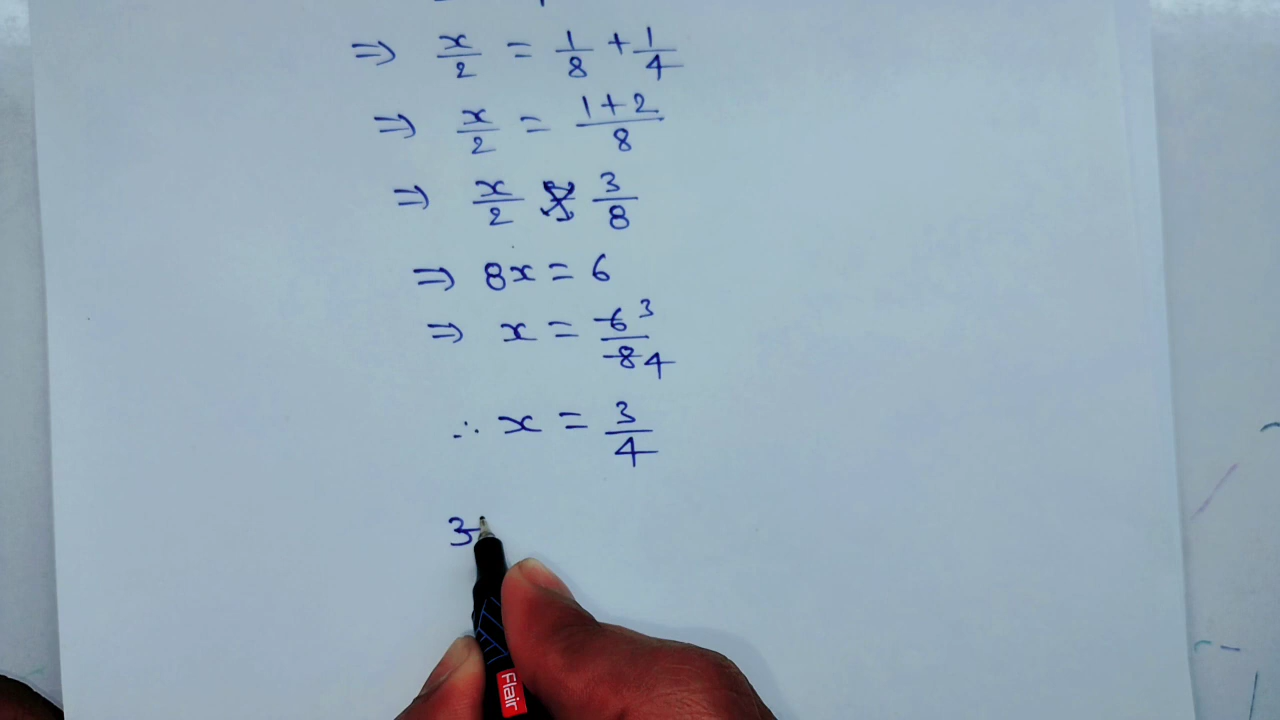 ⇒ x/2 = 1/8 + 1/4
⇒ x/2 = (1+2)/8
⇒ x/2 = 3/8
⇒ 8x = 6
⇒ x = 6/8 3/4
∴ x = 3/4
3
Flair